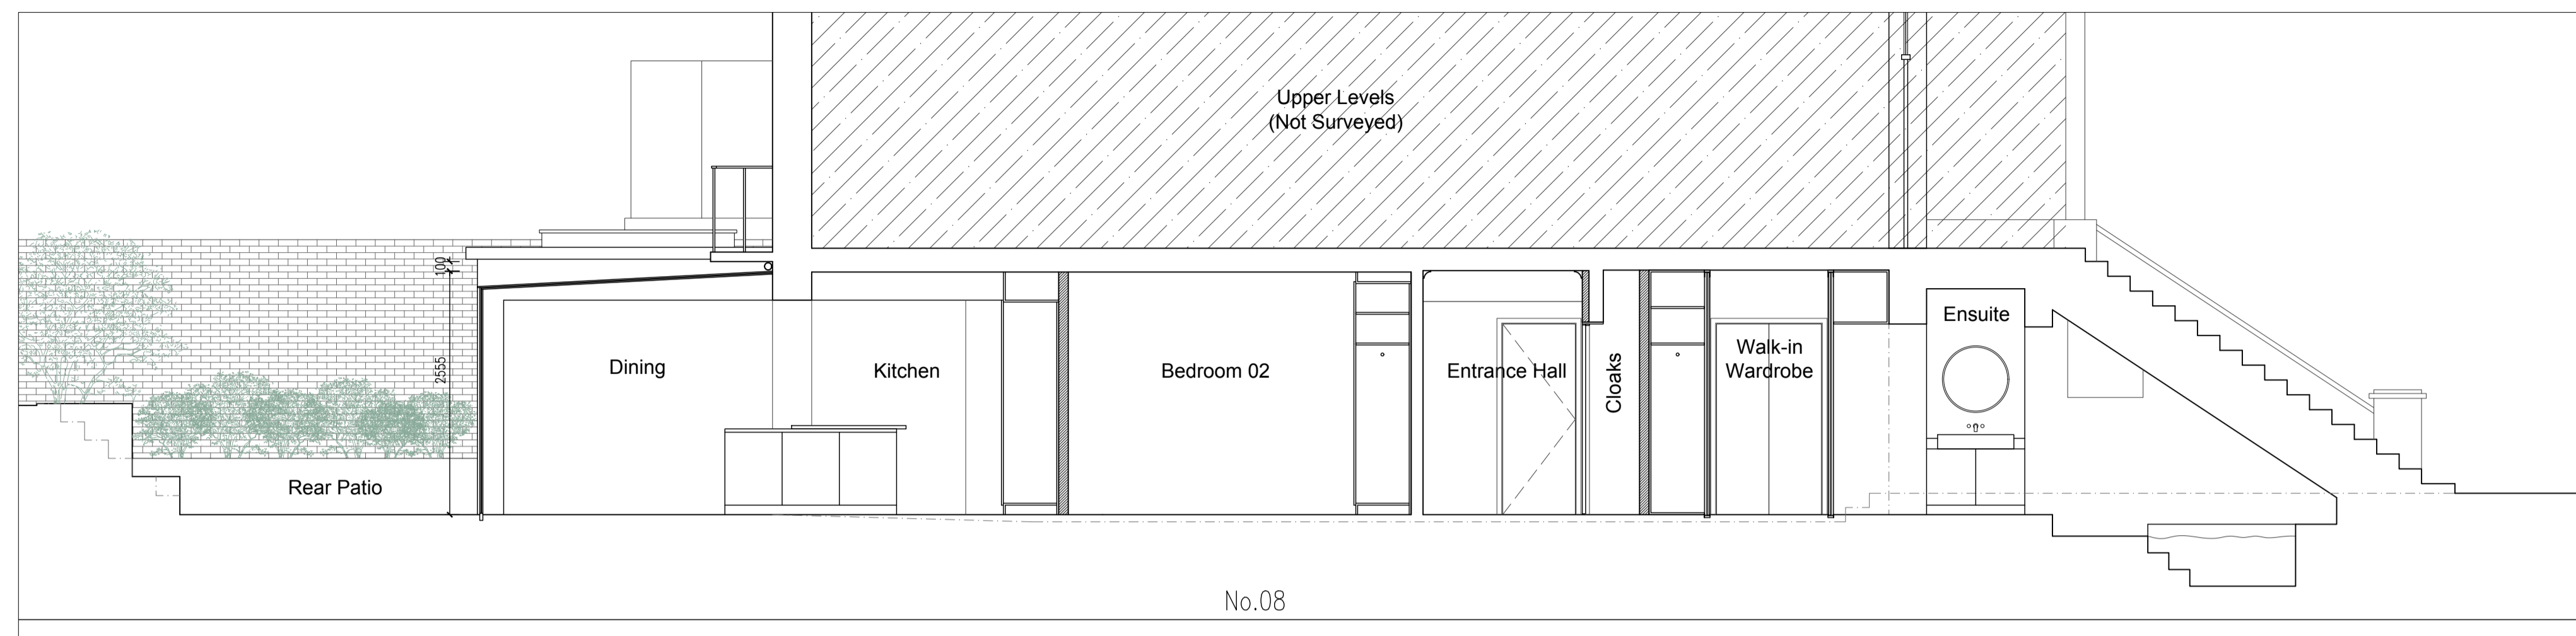 Upper Levels
(Not Surveyed)
100
2555
Dining
Kitchen
Bedroom 02
Entrance Hall
Cloaks
Walk-in
Wardrobe
Ensuite
Rear Patio
No.08